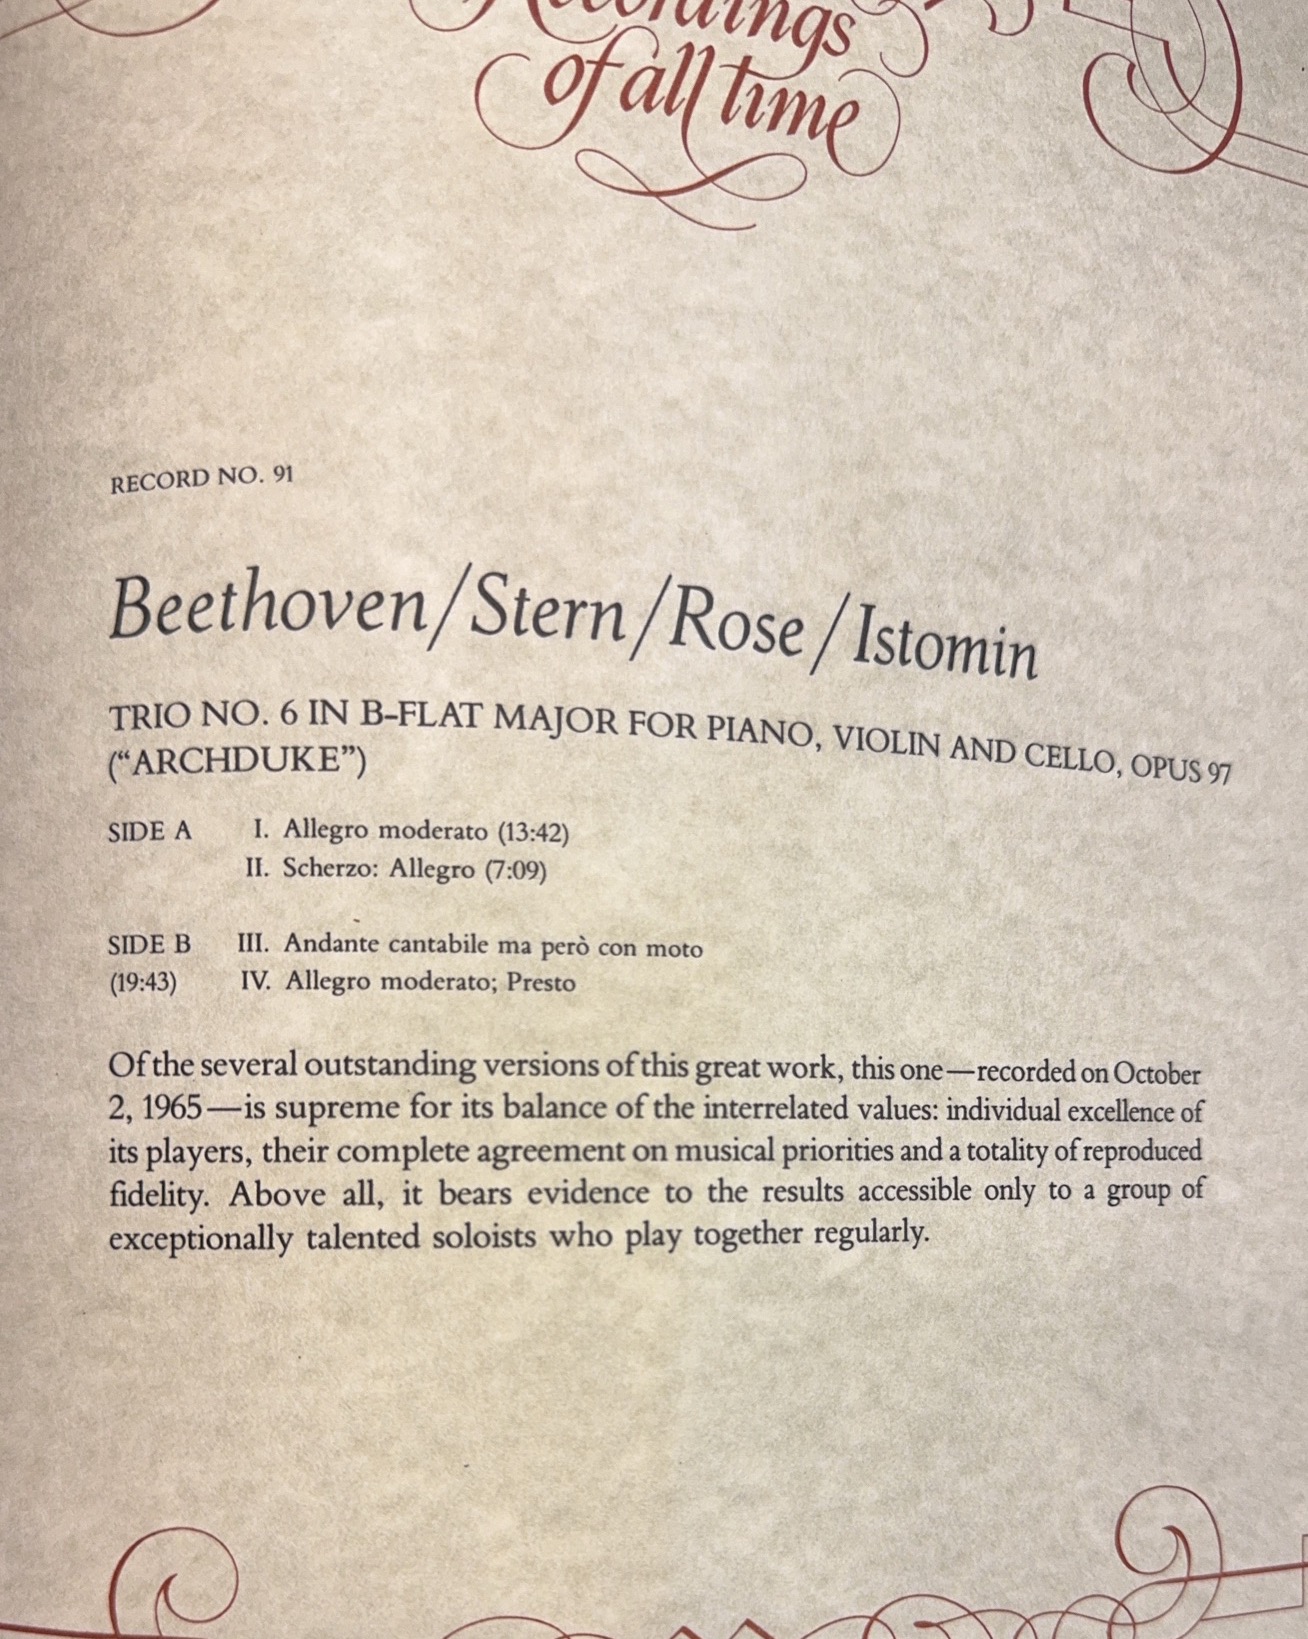 Recordings
of all time
RECORD NO. 91
Beethoven/Stern/Rose/Istomin
TRIO NO. 6 IN B-FLAT MAJOR FOR PIANO, VIOLIN AND CELLO, OPUS 97
(“ARCHDUKE”)
SIDE A I. Allegro moderato (13:42)
II. Scherzo: Allegro (7:09)
SIDE B III. Andante cantabile ma però con moto
(19:43) IV. Allegro moderato; Presto
Of the several outstanding versions of this great work, this one—recorded on October
2, 1965—is supreme for its balance of the interrelated values: individual excellence of
its players, their complete agreement on musical priorities and a totality of reproduced
fidelity. Above all, it bears evidence to the results accessible only to a group of
exceptionally talented soloists who play together regularly.